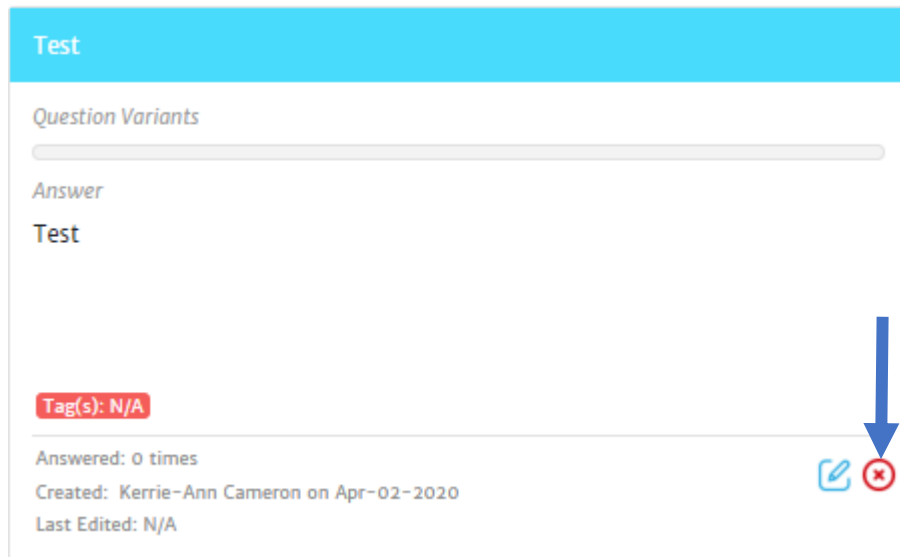 Test
Question Variants
Answer
Test
Tag(s): N/A
Answered: 0 times
Created: Kerrie-Ann Cameron on Apr-02-2020
Last Edited: N/A